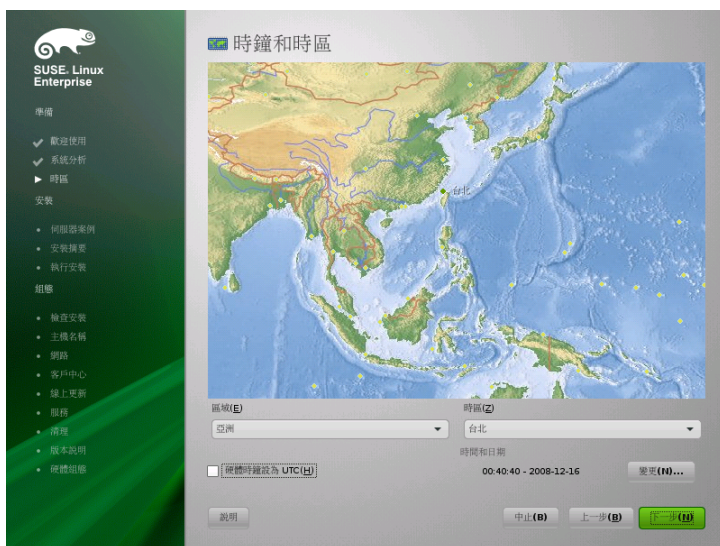 SUSE. Linux
Enterprise
準備
歡迎使用
系統分析
時區
安裝
伺服器案例
安裝摘要
執行安裝
組態
檢查安裝
主機名稱
網路
客戶中心
線上更新
服務
清理
版本說明
硬體組態
時鐘和時區
台北
區域(E)
時區(Z)
亞洲
台北
時間和日期
硬體時鐘設為 UTC(H)
00:40:40 - 2008-12-16
變更(N)...
說明
中止(B)
上一步(B)
下一步(N)